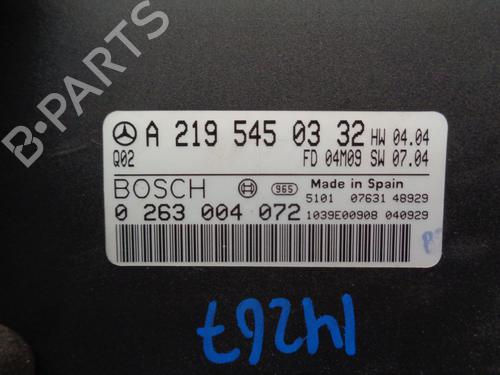 B-PARTS
A 219 545 03 32 HW 04.04
Q02 FD 04M09 SW 07.04
BOSCH 965 Made in Spain
5101 07631 48929
0 263 004 072 1039E00908 040929
14267